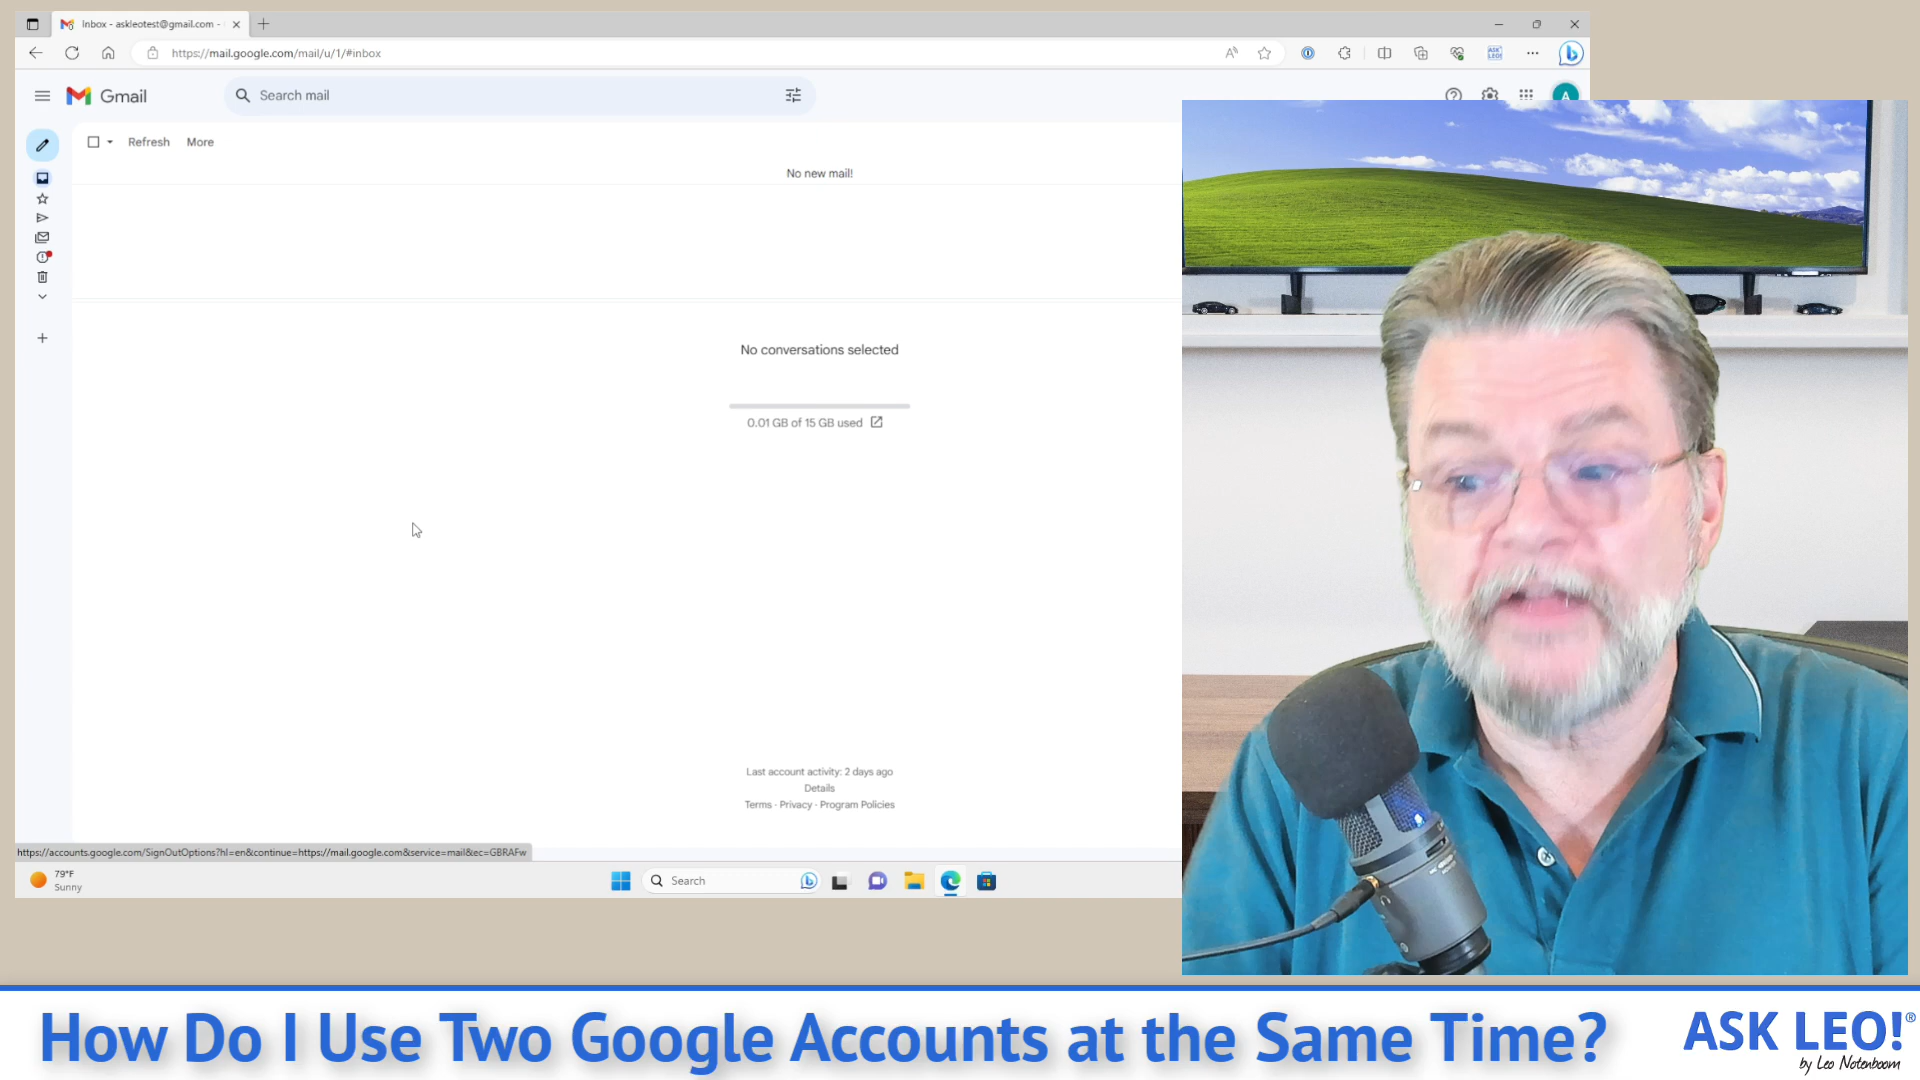 Inbox - askleotest@gmail.com -
https://mail.google.com/mail/u/1/#inbox
ASK LEO!
Gmail
Search mail
A
Refresh More
No new mail!
No conversations selected
0.01 GB of 15 GB used
Last account activity: 2 days ago
Details
Terms - Privacy - Program Policies
https://accounts.google.com/SignOutOptions?hl=en&continue=https://mail.google.com&service=mail&ec=GBRAFw
79°F
Sunny
Search
How Do I Use Two Google Accounts at the Same Time?
ASK LEO!®
by Leo Notenboom